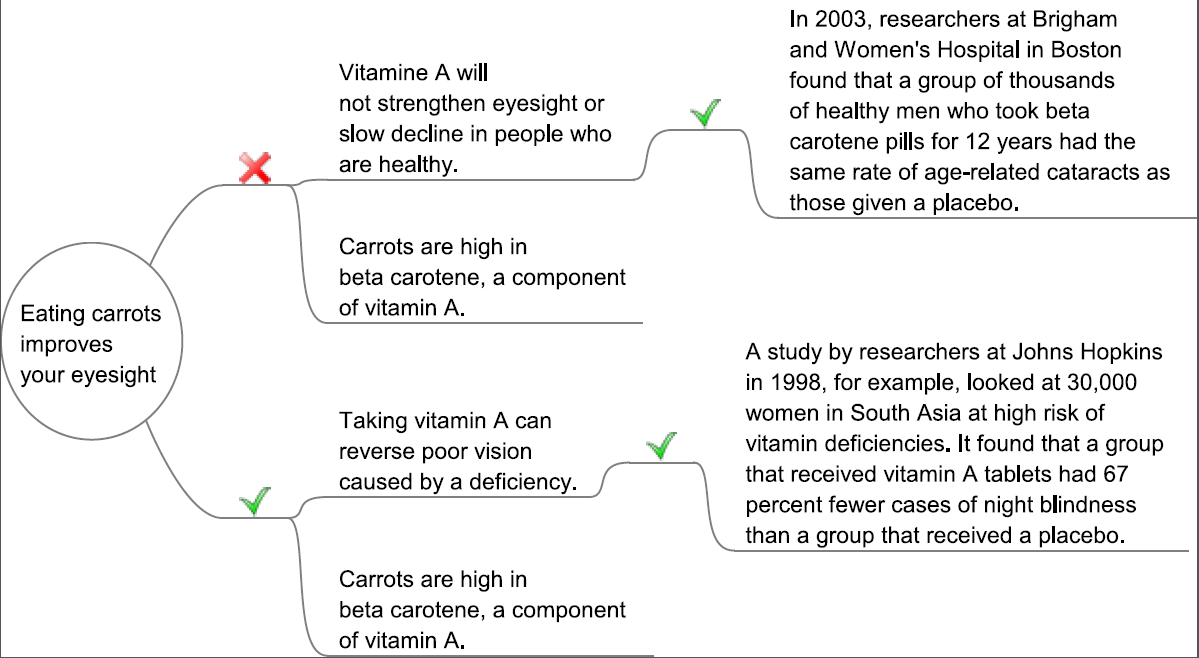 Eating carrots
improves
your eyesight
Vitamine A will
not strengthen eyesight or
slow decline in people who
are healthy.
In 2003, researchers at Brigham
and Women's Hospital in Boston
found that a group of thousands
of healthy men who took beta
carotene pills for 12 years had the
same rate of age-related cataracts as
those given a placebo.
Carrots are high in
beta carotene, a component
of vitamin A.
Taking vitamin A can
reverse poor vision
caused by a deficiency.
A study by researchers at Johns Hopkins
in 1998, for example, looked at 30,000
women in South Asia at high risk of
vitamin deficiencies. It found that a group
that received vitamin A tablets had 67
percent fewer cases of night blindness
than a group that received a placebo.
Carrots are high in
beta carotene, a component
of vitamin A.